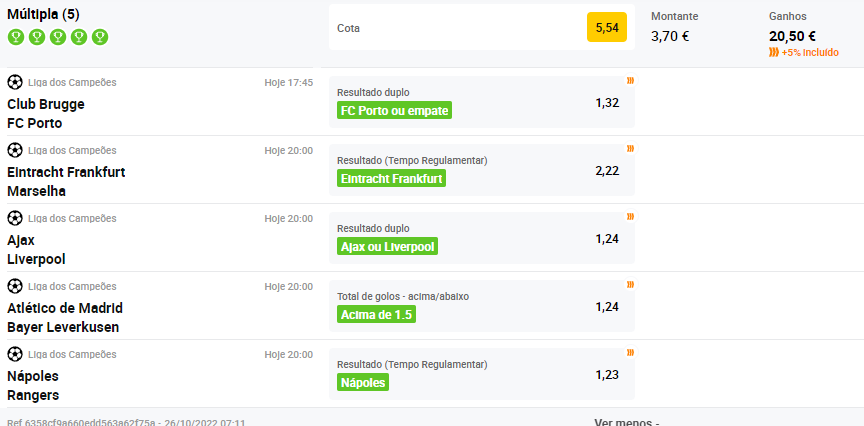 Múltipla (5)
Cota
5,54
Montante
3,70 €
Ganhos
20,50 €
+5% incluído
Liga dos Campeões
Hoje 17:45
Club Brugge
FC Porto
Resultado duplo
FC Porto ou empate
1,32
Liga dos Campeões
Hoje 20:00
Eintracht Frankfurt
Marselha
Resultado (Tempo Regulamentar)
Eintracht Frankfurt
2,22
Liga dos Campeões
Hoje 20:00
Ajax
Liverpool
Resultado duplo
Ajax ou Liverpool
1,24
Liga dos Campeões
Hoje 20:00
Atlético de Madrid
Bayer Leverkusen
Total de golos - acima/abaixo
Acima de 1.5
1,24
Liga dos Campeões
Hoje 20:00
Nápoles
Rangers
Resultado (Tempo Regulamentar)
Nápoles
1,23
Ref 6358cf9a660edd563a62f75a - 26/10/2022 07:11
Ver menos -